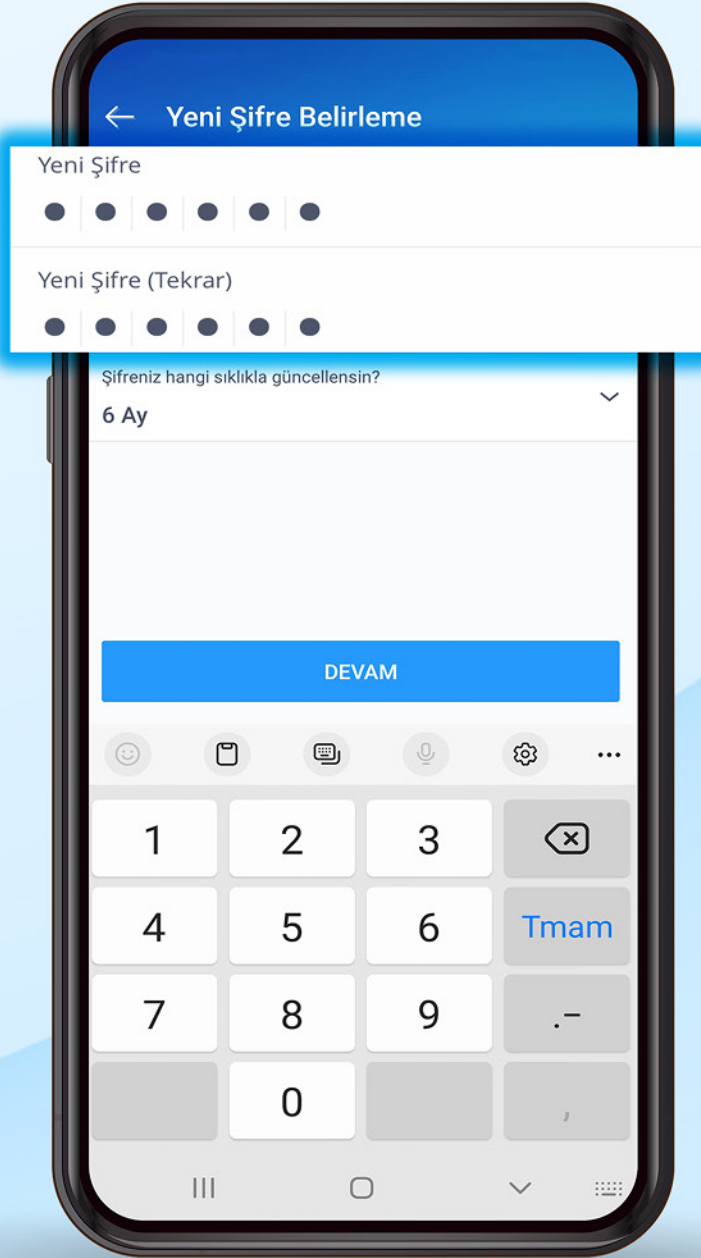 Yeni Şifre Belirleme
Yeni Şifre
Yeni Şifre (Tekrar)
Şifreniz hangi sıklıkla güncellensin?
6 Ay
DEVAM
1 2 3
4 5 6 Tmam
7 8 9 .-
0 ,